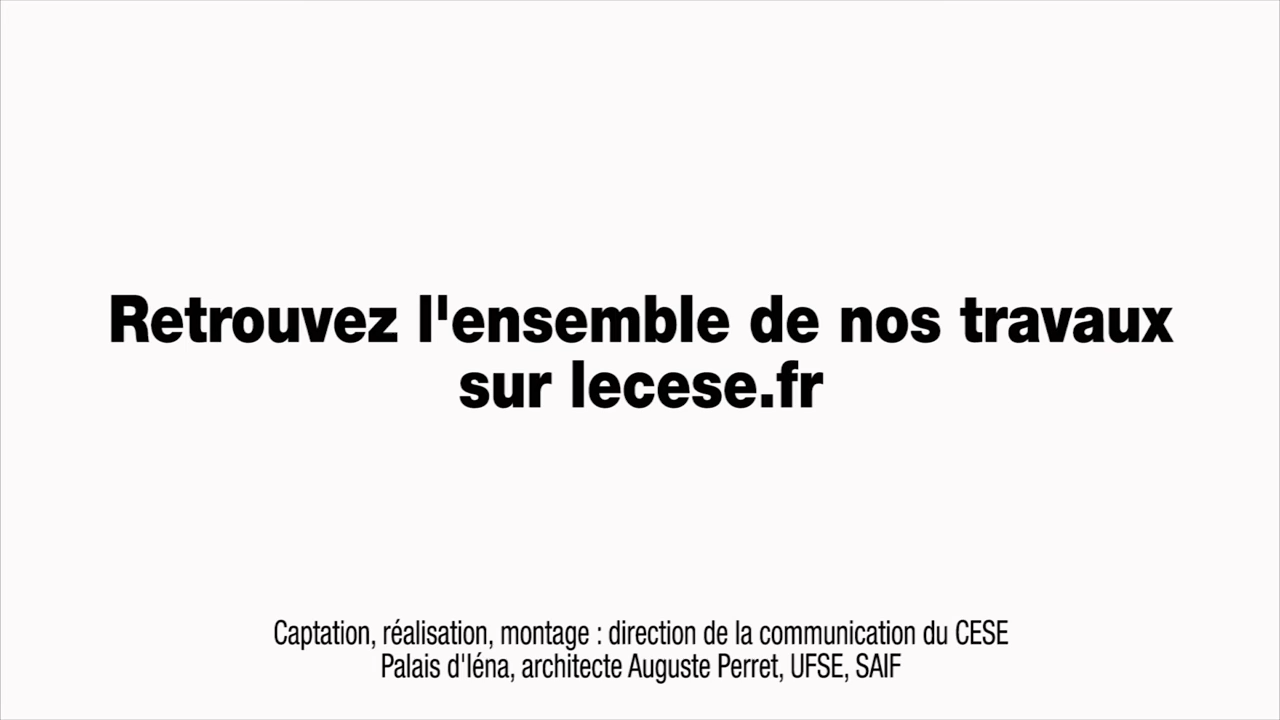 Retrouvez l'ensemble de nos travaux
sur lecese.fr
Captation, réalisation, montage : direction de la communication du CESE
Palais d'Iéna, architecte Auguste Perret, UFSE, SAIF